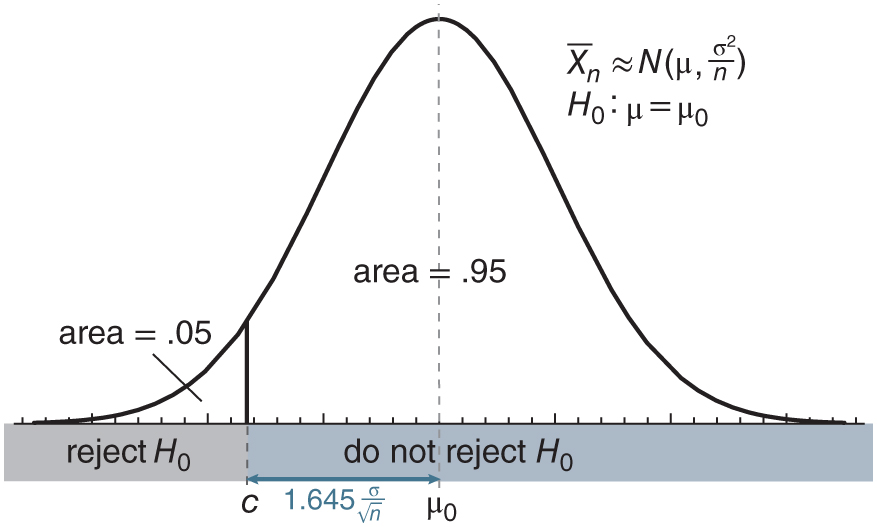 X̅ₙ ≈ N(μ, σ²/n)
H₀: μ = μ₀
area = .95
area = .05
reject H₀
do not reject H₀
c
1.645 σ/√n
μ₀